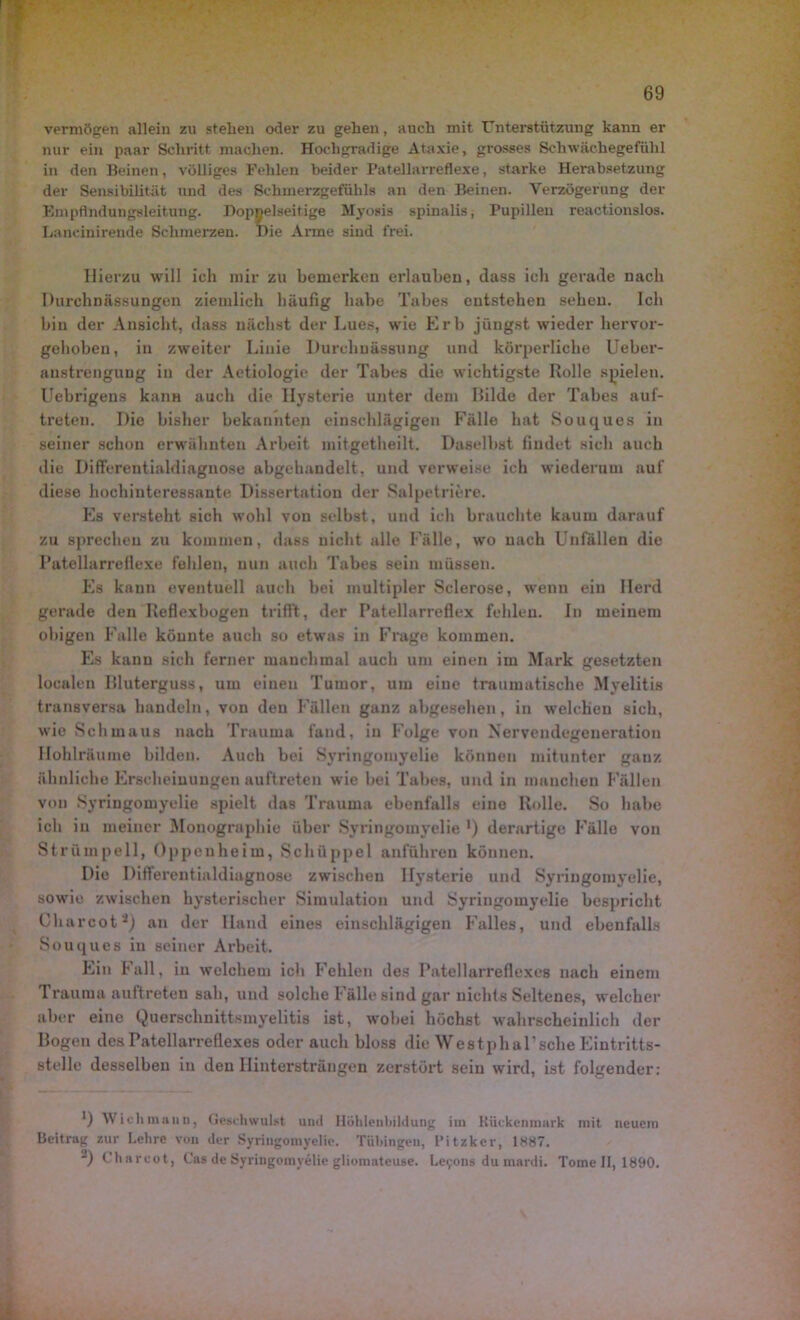 69
vermögen allein zu stehen oder zu gehen, auch mit Unterstützung kann er
nur ein paar Schritt machen. Hochgradige Ataxie, grosses Schwächegefühl
in den Beinen, völliges Fehlen beider Patellarreflexe, starke Herabsetzung
der Sensibilität und des Schmerzgefühls an den Beinen. Verzögerung der
Empfindungsleitung. Doppelseitige Myosis spinalis, Pupillen reactionslos.
Lancinirende Schmerzen. Die Arme sind frei.
Hierzu will ich mir zu bemerken erlauben, dass ich gerade nach
Durchnässungen ziemlich häufig habe Tabes entstehen sehen. Ich
bin der Ansicht, dass nächst der Lues, wie Erb jüngst wieder hervor-
gehoben, in zweiter Linie Durchnässung und körperliche Ueber-
anstrengung in der Aetiologie der Tabes die wichtigste Rolle spielen.
Uebrigens kann auch die Hysterie unter dem Bilde der Tabes auf-
treten. Die bisher bekannten einschlägigen Fälle hat Souques in
seiner schon erwähnten Arbeit mitgetheilt. Daselbst findet sich auch
die Differentialdiagnose abgehandelt, und verweise ich wiederum auf
diese hochinteressante Dissertation der Salpetrière.
Es versteht sich wohl von selbst, und ich brauchte kaum darauf
zu sprechen zu kommen, dass nicht alle Fälle, wo nach Unfällen die
Patellarreflexe fehlen, nun auch Tabes sein müssen.
Es kann eventuell auch bei multipler Sclerose, wenn ein Herd
gerade den Reflexbogen trifft, der Patellarreflex fehlen. In meinem
obigen Falle könnte auch so etwas in Frage kommen.
Es kann sich ferner manchmal auch um einen im Mark gesetzten
localen Bluterguss, um einen Tumor, um eine traumatische Myelitis
transversa handeln, von den Fällen ganz abgesehen, in welchen sich,
wie Schmaus nach Trauma fand, in Folge von Nervendegeneration
Hohlräume bilden. Auch bei Syringomyelie können mitunter ganz
ähnliche Erscheinungen auftreten wie bei Tabes, und in manchen Fällen
von Syringomyelie spielt das Trauma ebenfalls eine Rolle. So habe
ich in meiner Monographie über Syringomyelie ¹) derartige Fälle von
Strümpell, Oppenheim, Schüppel anführen können.
Die Differentialdiagnose zwischen Hysterie und Syringomyelie,
sowie zwischen hysterischer Simulation und Syringomyelie bespricht
Charcot ²) an der Hand eines einschlägigen Falles, und ebenfalls
Souques in seiner Arbeit.
Ein Fall, in welchem ich Fehlen des Patellarreflexes nach einem
Trauma auftreten sah, und solche Fälle sind gar nichts Seltenes, welcher
aber eine Querschnittsmyelitis ist, wobei höchst wahrscheinlich der
Bogen des Patellarreflexes oder auch bloss die Westphal'sche Eintritts-
stelle desselben in den Hintersträngen zerstört sein wird, ist folgender:
¹) Wichmann, Geschwulst und Höhlenbildung im Rückenmark mit neuem
Beitrag zur Lehre von der Syringomyelie. Tübingen, Pitzker, 1887.
²) Charcot, Cas de Syringomyélie gliomateuse. Leçons du mardi. Tome II, 1890.